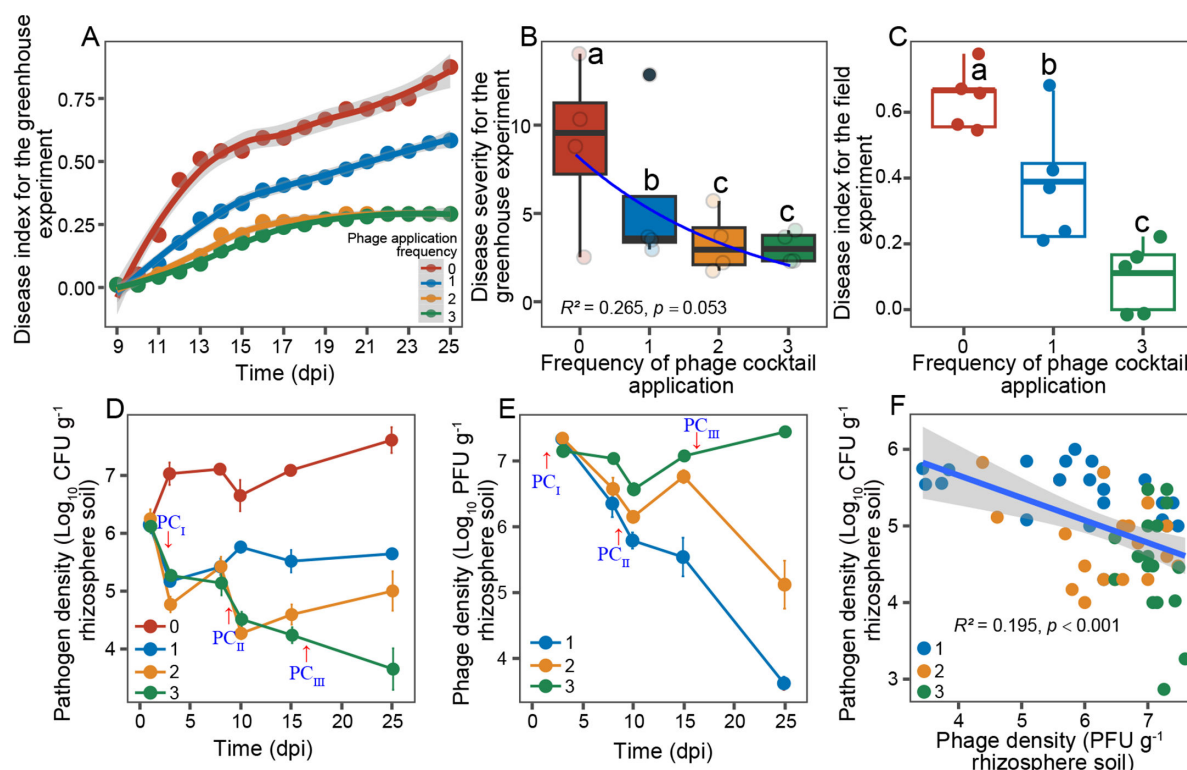 A
Disease index for the greenhouse
experiment
0.75
0.50
0.25
0.00
Phage application
frequency
0
1
2
3
9
11
13
15
17
19
21
23
25
Time (dpi)
B
Disease severity for the
greenhouse experiment
10
5
0
a
b
c
c
R² = 0.265, p = 0.053
0
1
2
3
Frequency of phage cocktail
application
C
Disease index for the field
experiment
0.6
0.4
0.2
0.0
a
b
c
0
1
3
Frequency of phage cocktail
application
D
Pathogen density (Log₁₀ CFU g⁻¹
rhizosphere soil)
7
6
5
4
PC_I
PC_II
PC_III
↑
↑
↓
0
1
2
3
0
5
10
15
20
25
Time (dpi)
E
Phage density (Log₁₀ PFU g⁻¹
rhizosphere soil)
7
6
5
4
PC_III
↓
↑
PC_I
↑
PC_II
1
2
3
0
5
10
15
20
25
Time (dpi)
F
Pathogen density (Log₁₀ CFU g⁻¹
rhizosphere soil)
6
5
4
3
R² = 0.195, p < 0.001
1
2
3
4
5
6
7
Phage density (PFU g⁻¹
rhizosphere soil)